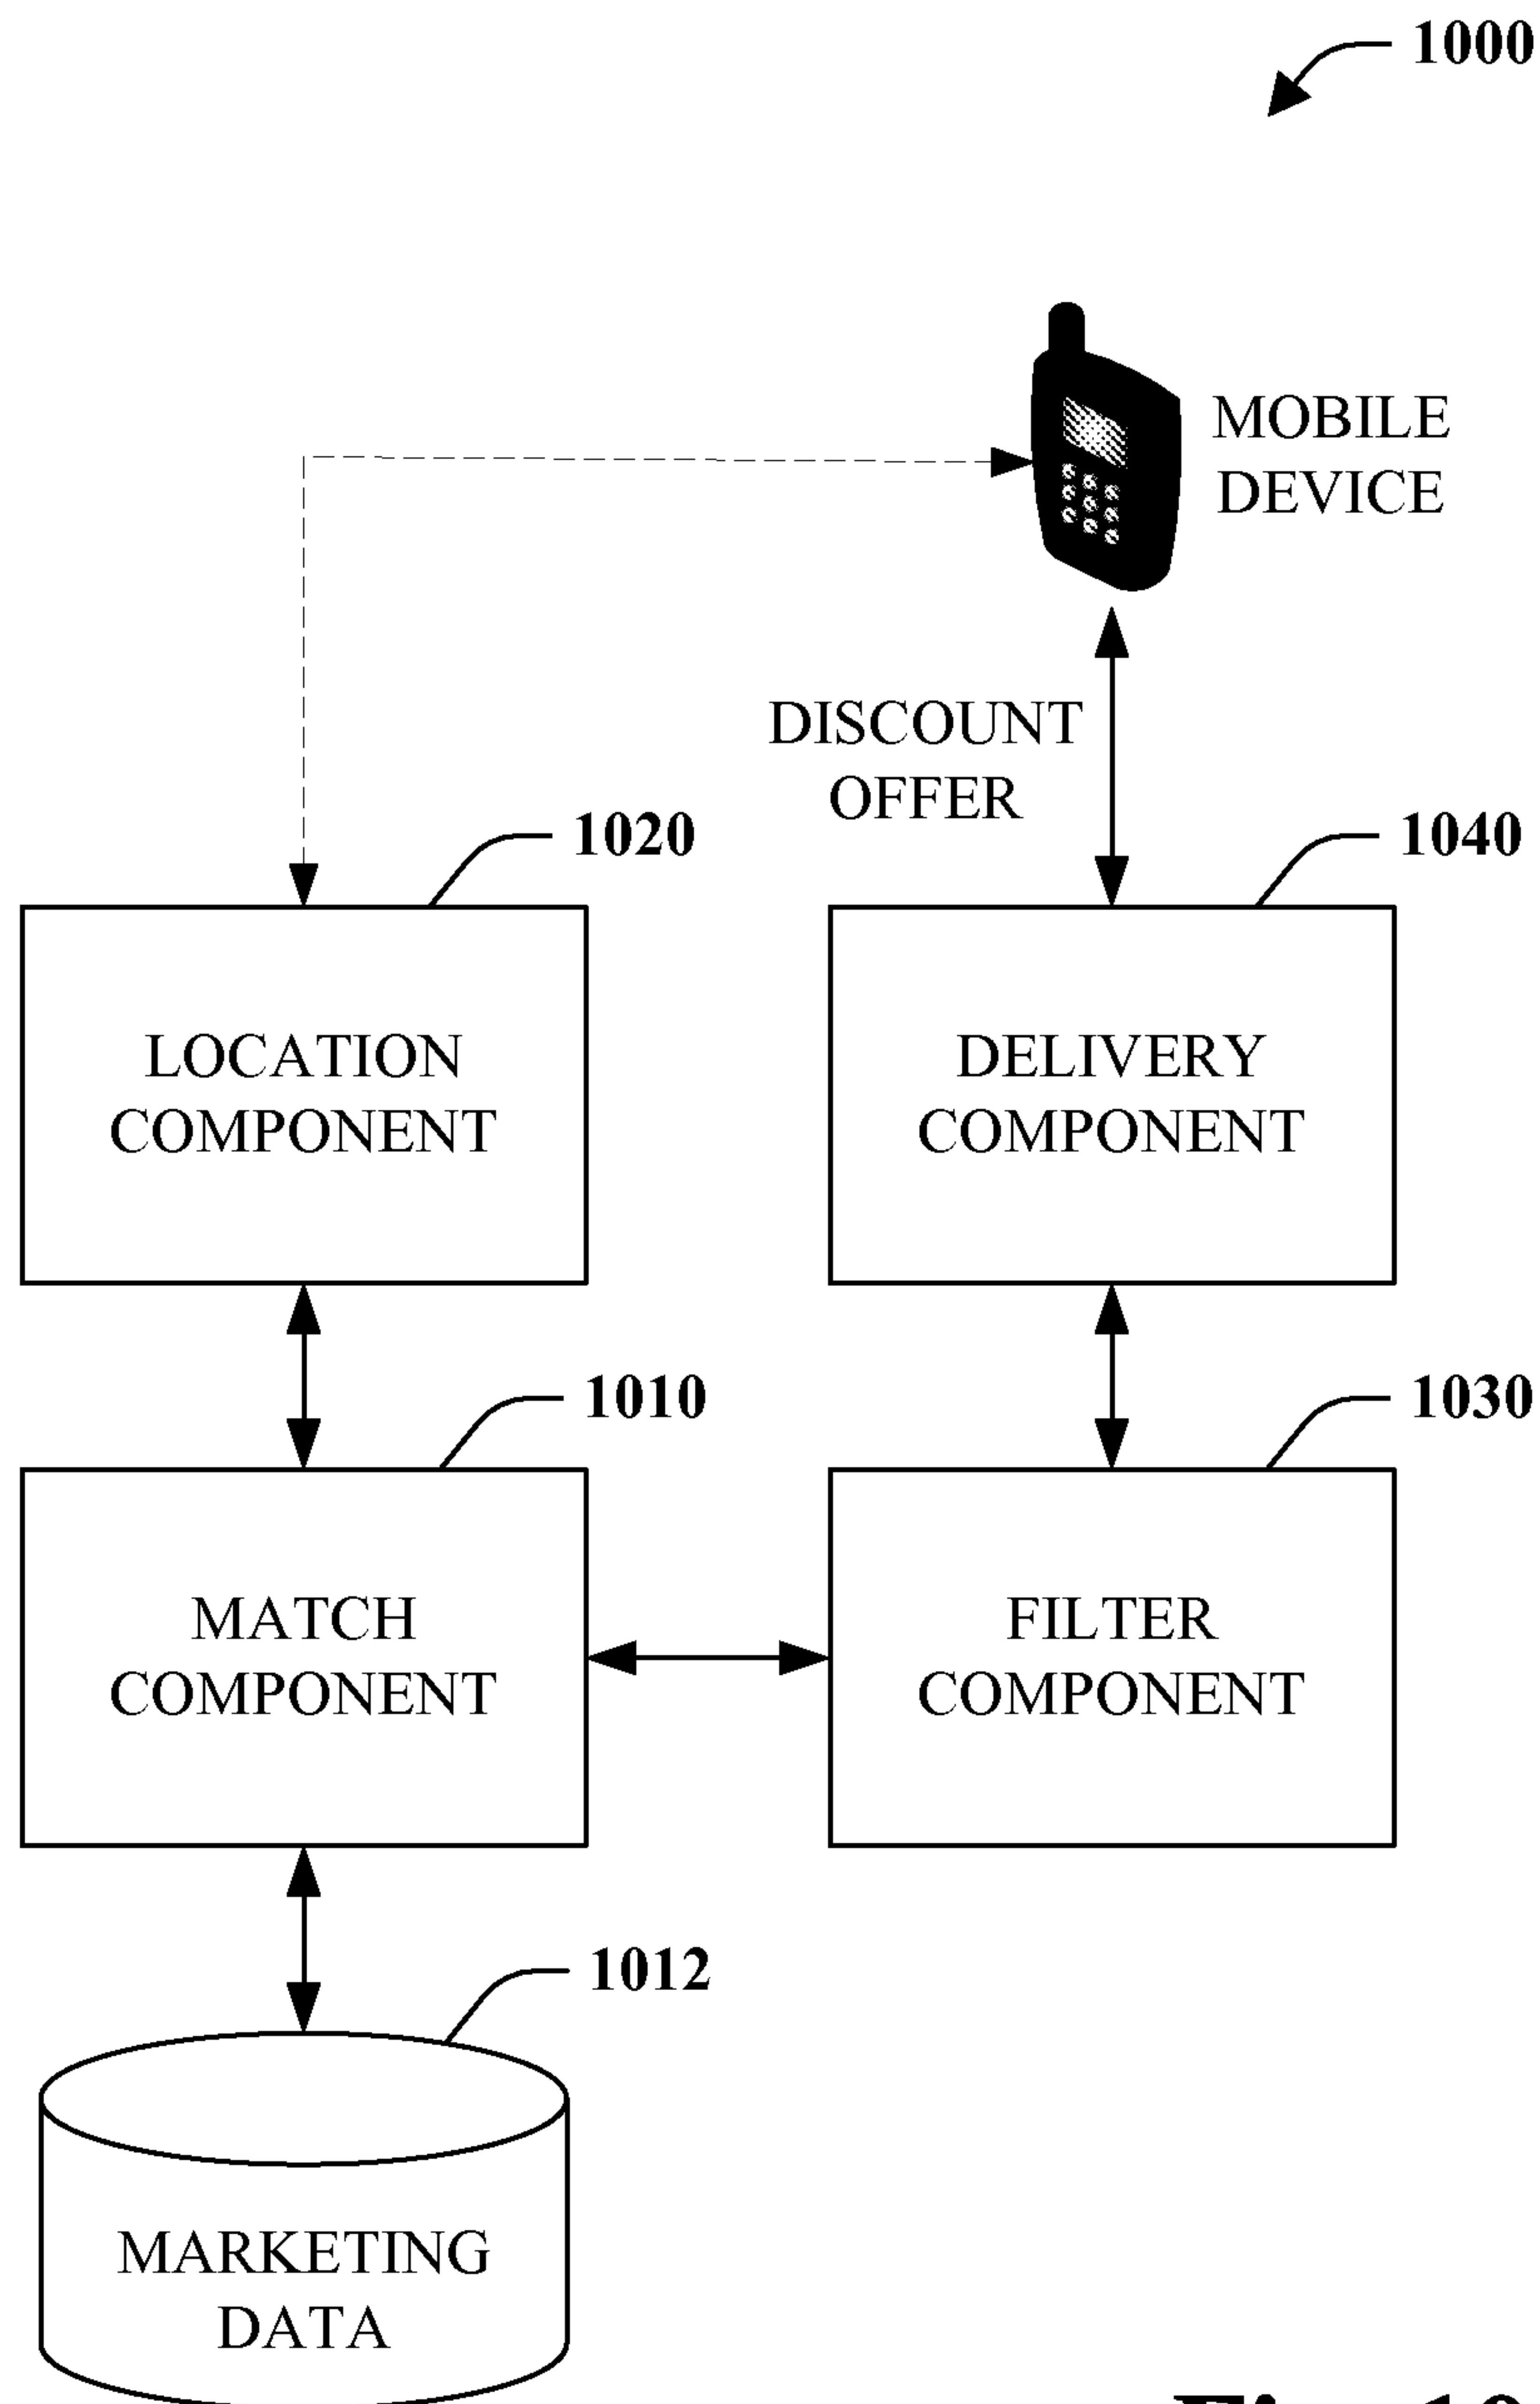 1000
MOBILE
DEVICE
DISCOUNT
OFFER
1020
1040
LOCATION
COMPONENT
DELIVERY
COMPONENT
1010
1030
MATCH
COMPONENT
FILTER
COMPONENT
1012
MARKETING
DATA